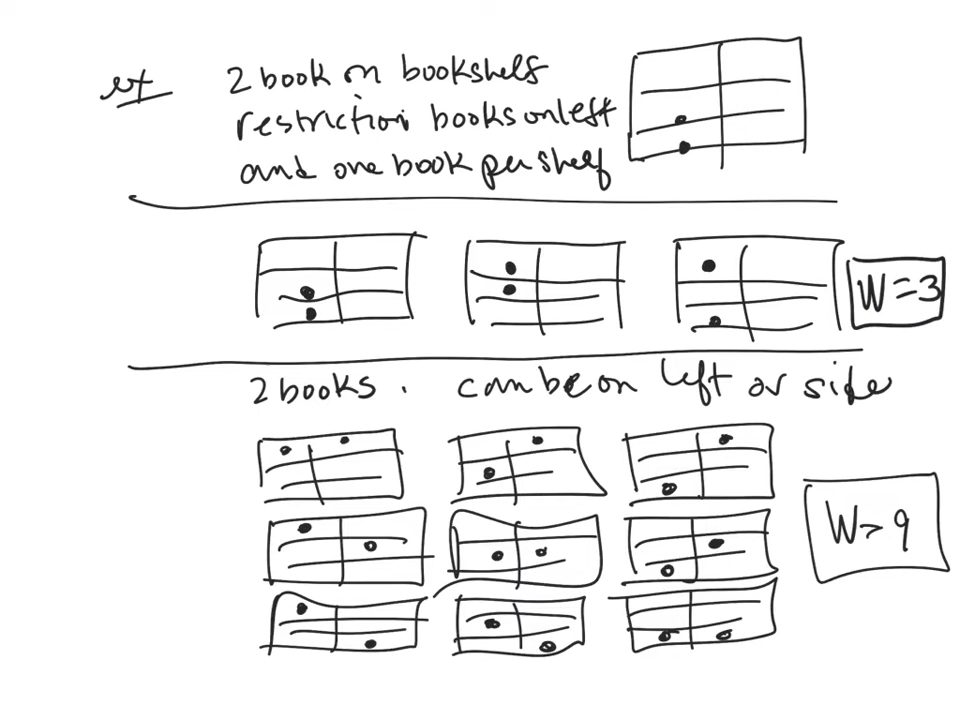 ex 2 book on bookshelf
restriction books on left
and one book per shelf
W=3
2 books. can be on left or side
W>9